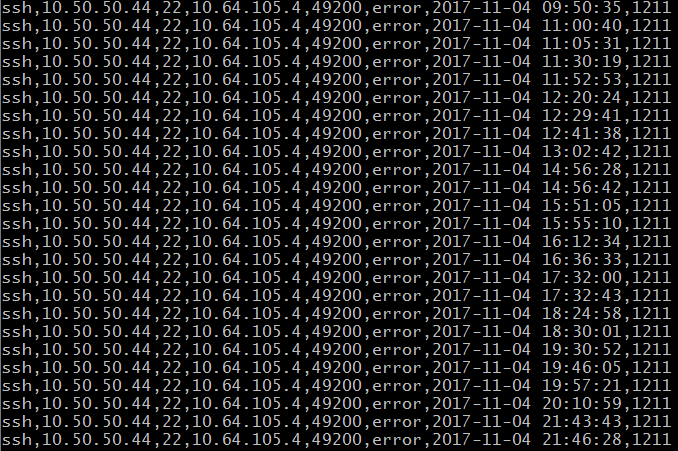 ssh,10.50.50.44,22,10.64.105.4,49200,error,2017-11-04 09:50:35,1211
ssh,10.50.50.44,22,10.64.105.4,49200,error,2017-11-04 11:00:40,1211
ssh,10.50.50.44,22,10.64.105.4,49200,error,2017-11-04 11:05:31,1211
ssh,10.50.50.44,22,10.64.105.4,49200,error,2017-11-04 11:30:19,1211
ssh,10.50.50.44,22,10.64.105.4,49200,error,2017-11-04 11:52:53,1211
ssh,10.50.50.44,22,10.64.105.4,49200,error,2017-11-04 12:20:24,1211
ssh,10.50.50.44,22,10.64.105.4,49200,error,2017-11-04 12:29:41,1211
ssh,10.50.50.44,22,10.64.105.4,49200,error,2017-11-04 12:41:38,1211
ssh,10.50.50.44,22,10.64.105.4,49200,error,2017-11-04 13:02:42,1211
ssh,10.50.50.44,22,10.64.105.4,49200,error,2017-11-04 14:56:28,1211
ssh,10.50.50.44,22,10.64.105.4,49200,error,2017-11-04 14:56:42,1211
ssh,10.50.50.44,22,10.64.105.4,49200,error,2017-11-04 15:51:05,1211
ssh,10.50.50.44,22,10.64.105.4,49200,error,2017-11-04 15:55:10,1211
ssh,10.50.50.44,22,10.64.105.4,49200,error,2017-11-04 16:12:34,1211
ssh,10.50.50.44,22,10.64.105.4,49200,error,2017-11-04 16:36:33,1211
ssh,10.50.50.44,22,10.64.105.4,49200,error,2017-11-04 17:32:00,1211
ssh,10.50.50.44,22,10.64.105.4,49200,error,2017-11-04 17:32:43,1211
ssh,10.50.50.44,22,10.64.105.4,49200,error,2017-11-04 18:24:58,1211
ssh,10.50.50.44,22,10.64.105.4,49200,error,2017-11-04 18:30:01,1211
ssh,10.50.50.44,22,10.64.105.4,49200,error,2017-11-04 19:30:52,1211
ssh,10.50.50.44,22,10.64.105.4,49200,error,2017-11-04 19:46:05,1211
ssh,10.50.50.44,22,10.64.105.4,49200,error,2017-11-04 19:57:21,1211
ssh,10.50.50.44,22,10.64.105.4,49200,error,2017-11-04 20:10:59,1211
ssh,10.50.50.44,22,10.64.105.4,49200,error,2017-11-04 21:43:43,1211
ssh,10.50.50.44,22,10.64.105.4,49200,error,2017-11-04 21:46:28,1211